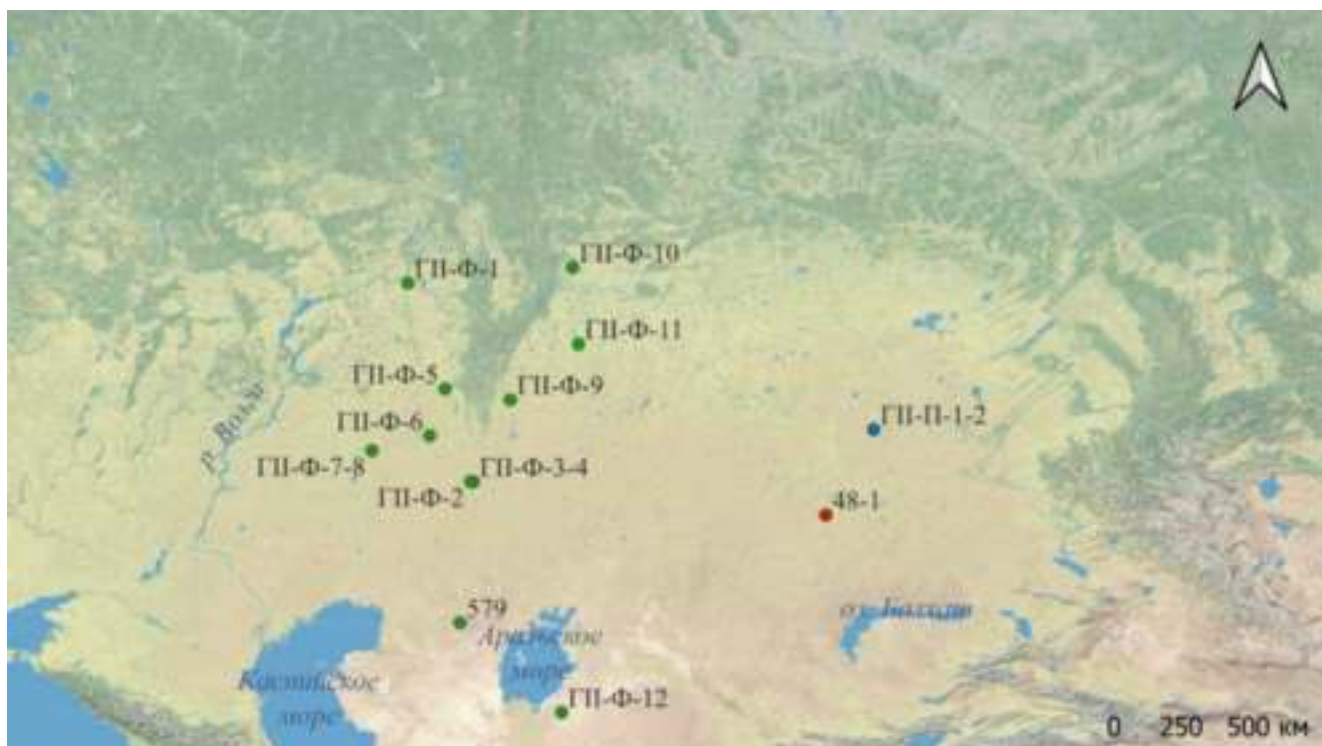 ГП-Ф-10
ГП-Ф-1
ГП-Ф-11
ГП-Ф-5
ГП-Ф-9
р. Волга
ГП-Ф-6
ГП-П-1-2
ГП-Ф-7-8
ГП-Ф-3-4
ГП-Ф-2
48-1
579
оз. Балхаш
Аральское
море
Каспийское
море
ГП-Ф-12
0 250 500 км